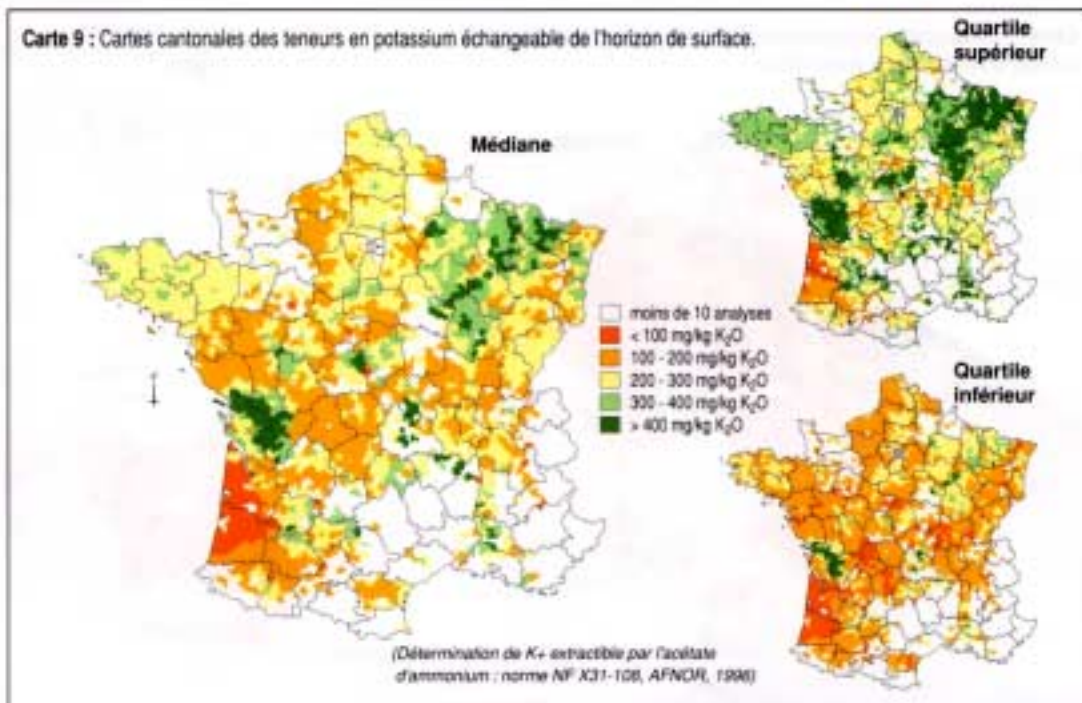 Carte 9 : Cartes cantonales des teneurs en potassium échangeable de l'horizon de surface.
Quartile
supérieur
Médiane
moins de 10 analyses
< 100 mg/kg K₂O
100 - 200 mg/kg K₂O
200 - 300 mg/kg K₂O
300 - 400 mg/kg K₂O
> 400 mg/kg K₂O
Quartile
inférieur
(Détermination de K+ extractible par l'acétate
d'ammonium : norme NF X31-108, AFNOR, 1996)